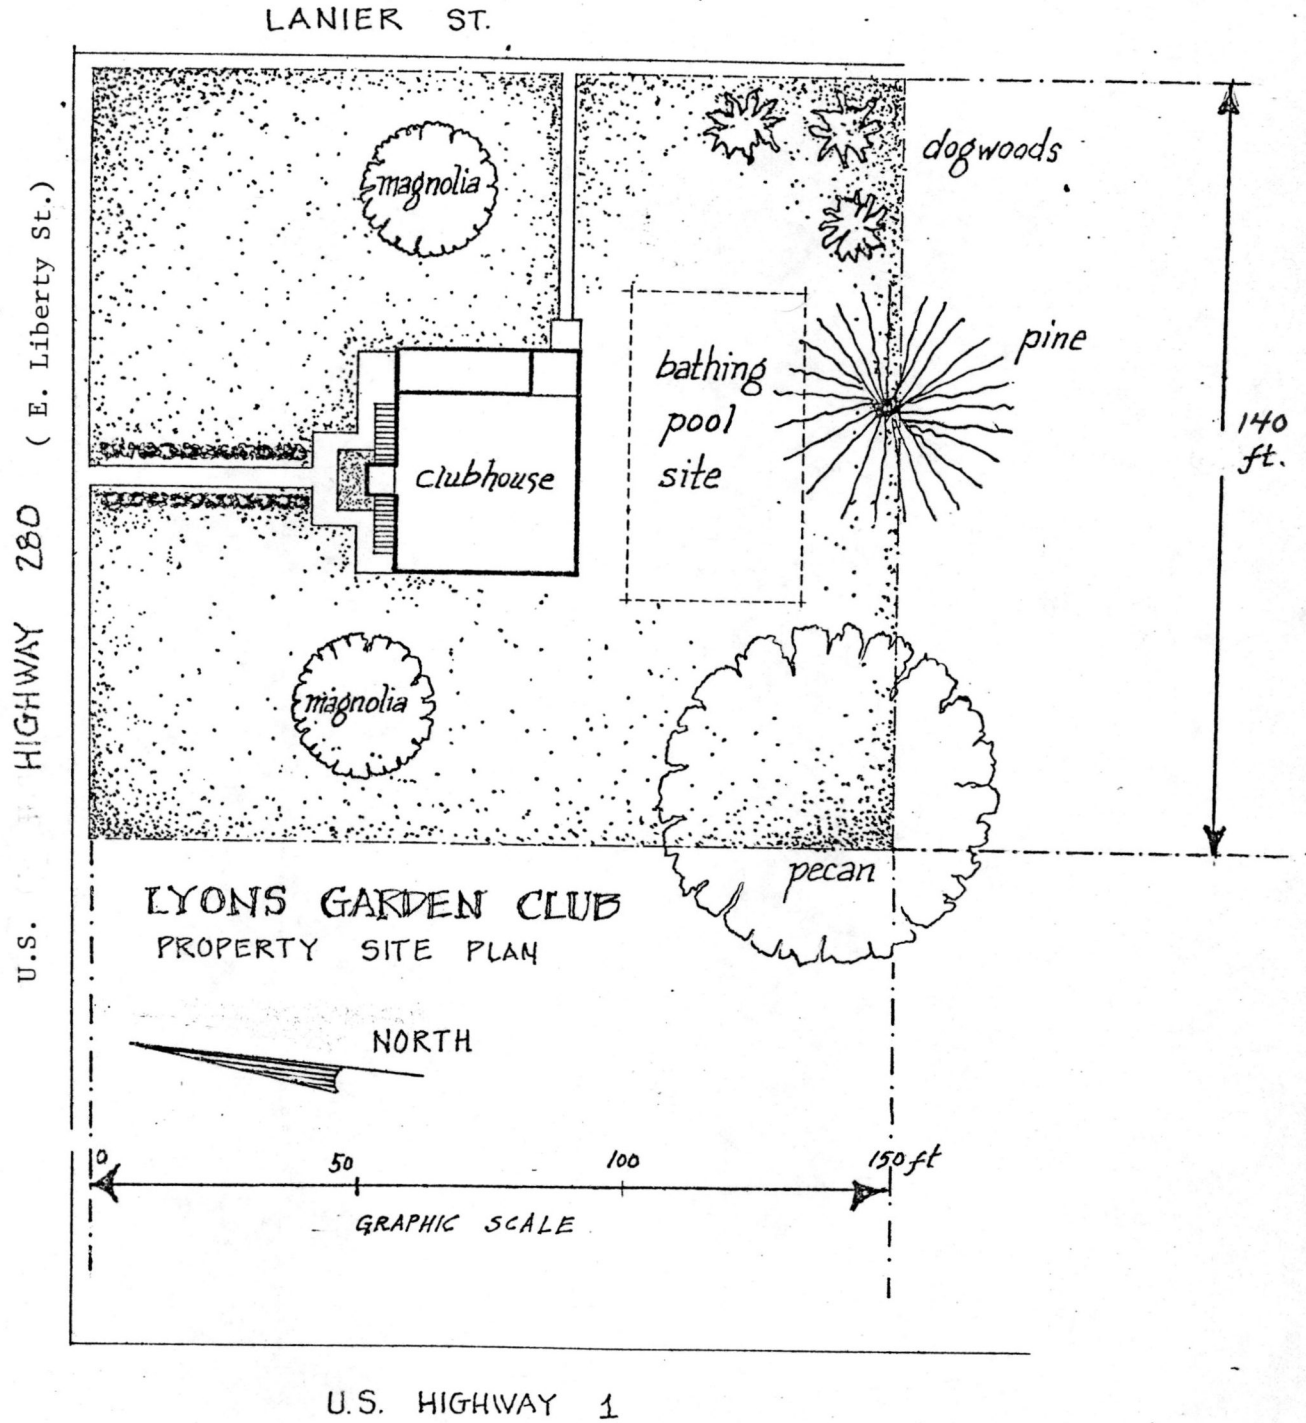 LANIER ST.
magnolia
dogwoods
pine
bathing
pool
site
140
ft.
clubhouse
magnolia
pecan
U.S. HIGHWAY 280 ( E. Liberty St.)
LYONS GARDEN CLUB
PROPERTY SITE PLAN
NORTH
0 50 100 150 ft
GRAPHIC SCALE
U.S. HIGHWAY 1